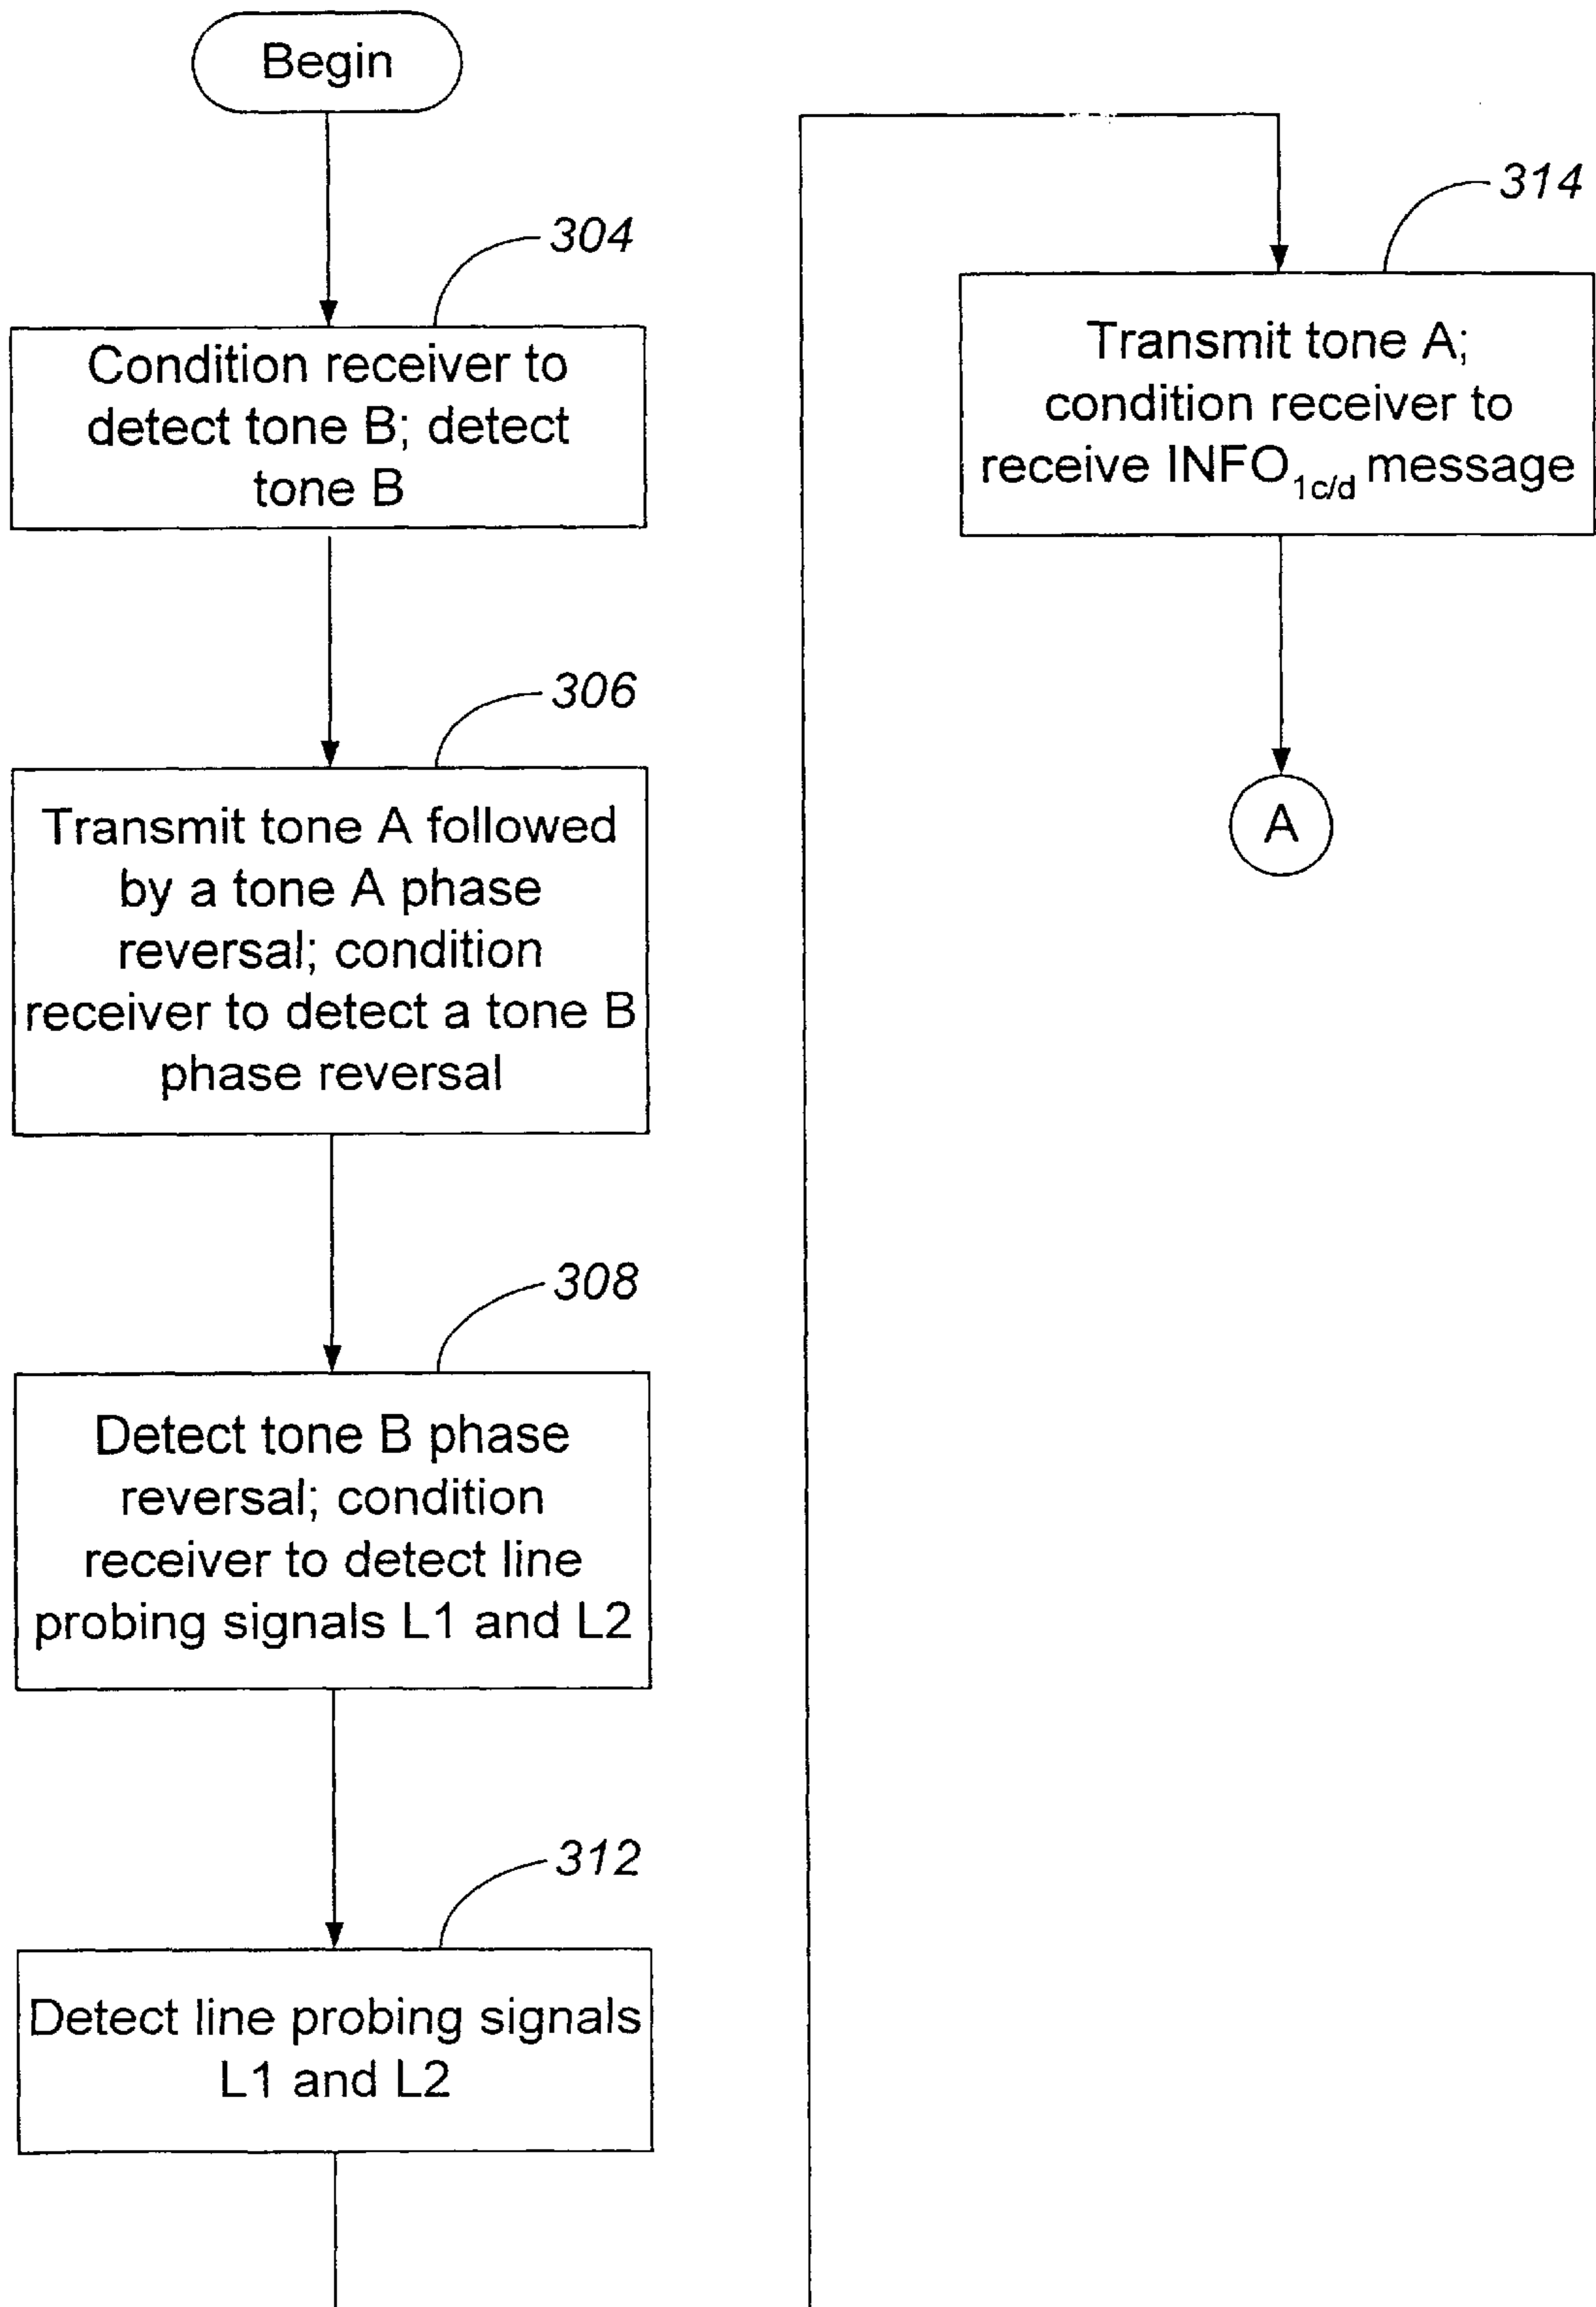 Begin
304
Condition receiver to
detect tone B; detect
tone B
306
Transmit tone A followed
by a tone A phase
reversal; condition
receiver to detect a tone B
phase reversal
308
Detect tone B phase
reversal; condition
receiver to detect line
probing signals L1 and L2
312
Detect line probing signals
L1 and L2
314
Transmit tone A;
condition receiver to
receive INFO1c/d message
A